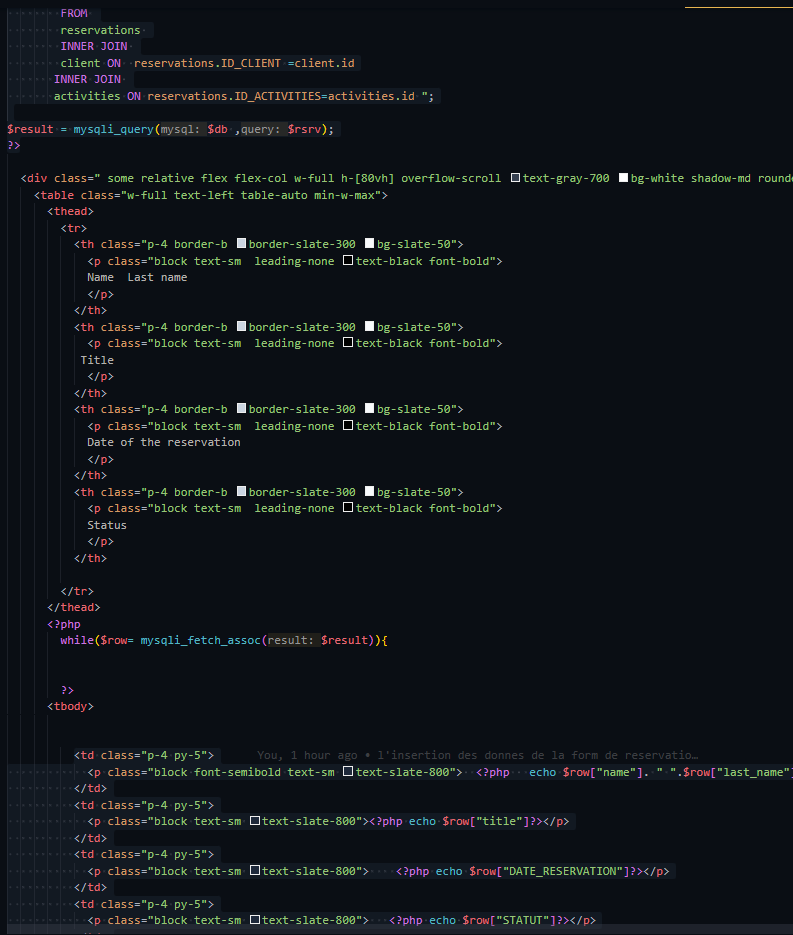 FROM
reservations
INNER JOIN
client ON reservations.ID_CLIENT =client.id
INNER JOIN
activities ON reservations.ID_ACTIVITIES=activities.id ";
$result = mysqli_query(mysql: $db ,query: $rsrv);
?>
<div class=" some relative flex flex-col w-full h-[80vh] overflow-scroll text-gray-700 bg-white shadow-md rounde
<table class="w-full text-left table-auto min-w-max">
<thead>
<tr>
<th class="p-4 border-b border-slate-300 bg-slate-50">
<p class="block text-sm  leading-none text-black font-bold">
Name  Last name
</p>
</th>
<th class="p-4 border-b border-slate-300 bg-slate-50">
<p class="block text-sm  leading-none text-black font-bold">
Title
</p>
</th>
<th class="p-4 border-b border-slate-300 bg-slate-50">
<p class="block text-sm  leading-none text-black font-bold">
Date of the reservation
</p>
</th>
<th class="p-4 border-b border-slate-300 bg-slate-50">
<p class="block text-sm  leading-none text-black font-bold">
Status
</p>
</th>
</tr>
</thead>
<?php
while($row= mysqli_fetch_assoc(result: $result)){
?>
<tbody>
<td class="p-4 py-5"> You, 1 hour ago • l'insertion des donnes de la form de reservatio…
<p class="block font-semibold text-sm text-slate-800">  <?php   echo $row["name"]. " ".$row["last_name"]
</td>
<td class="p-4 py-5">
<p class="block text-sm text-slate-800"><?php echo $row["title"]?></p>
</td>
<td class="p-4 py-5">
<p class="block text-sm text-slate-800">    <?php echo $row["DATE_RESERVATION"]?></p>
</td>
<td class="p-4 py-5">
<p class="block text-sm text-slate-800">   <?php echo $row["STATUT"]?></p>